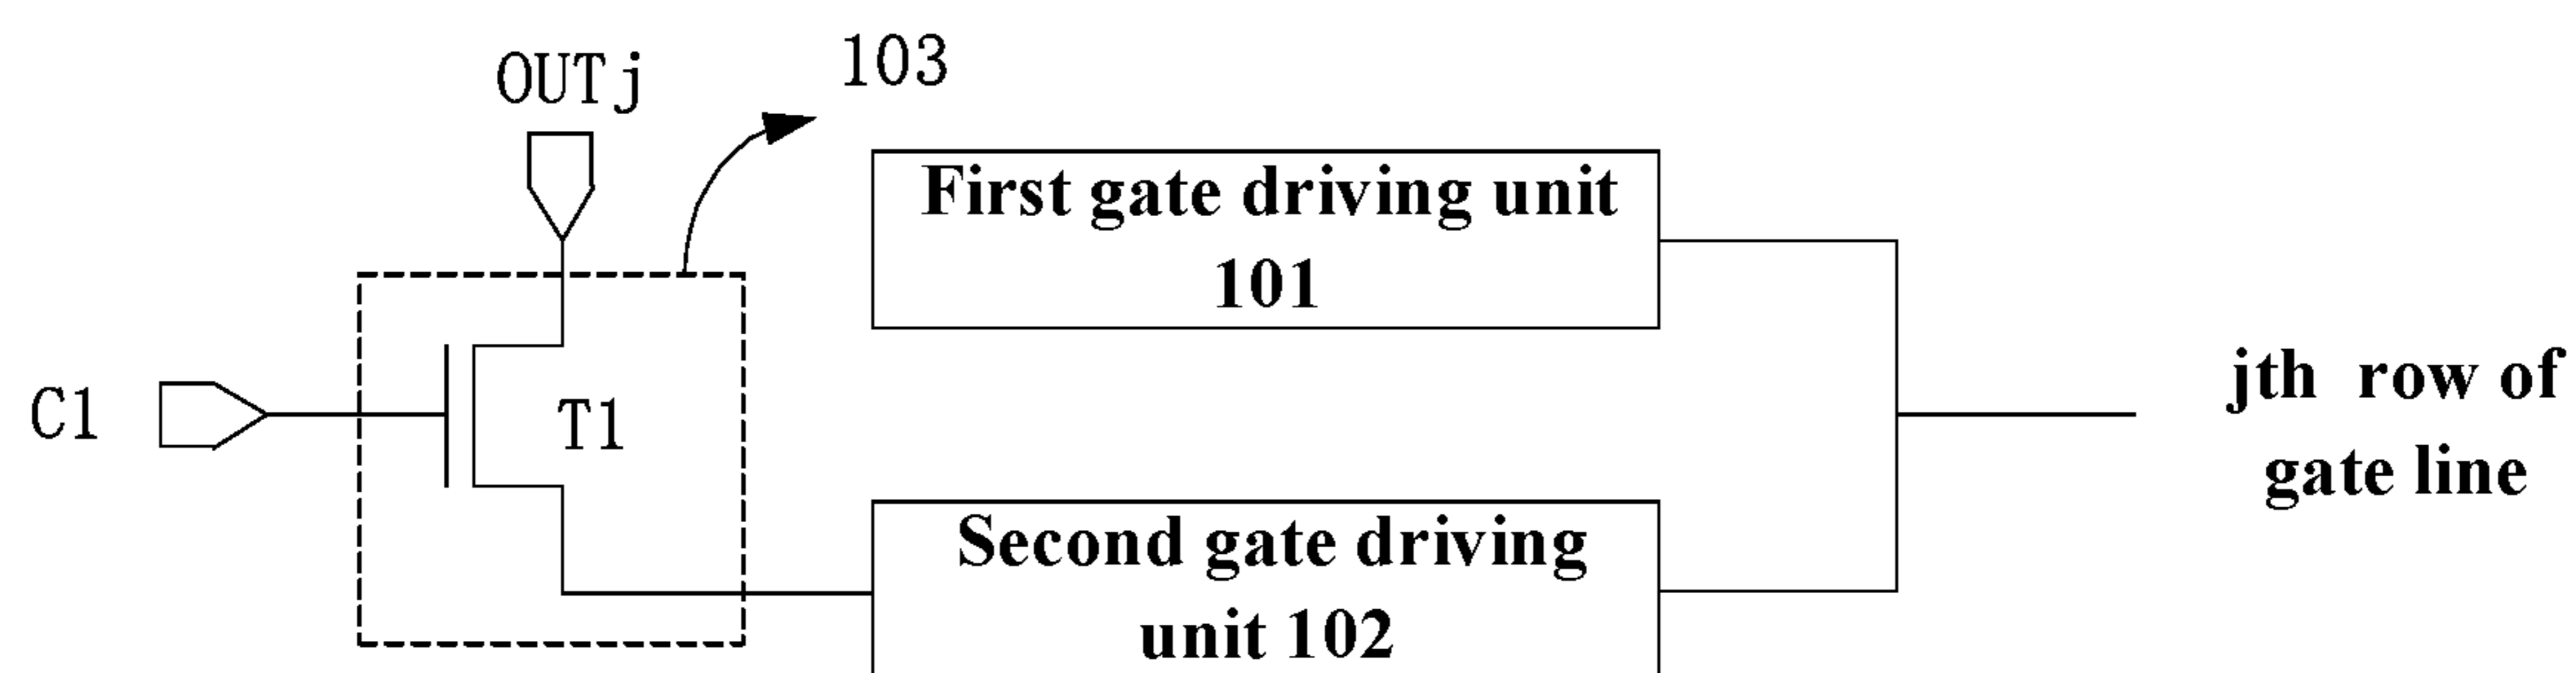 103
OUTj
First gate driving unit
101
C1
T1
jth row of
gate line
Second gate driving
unit 102